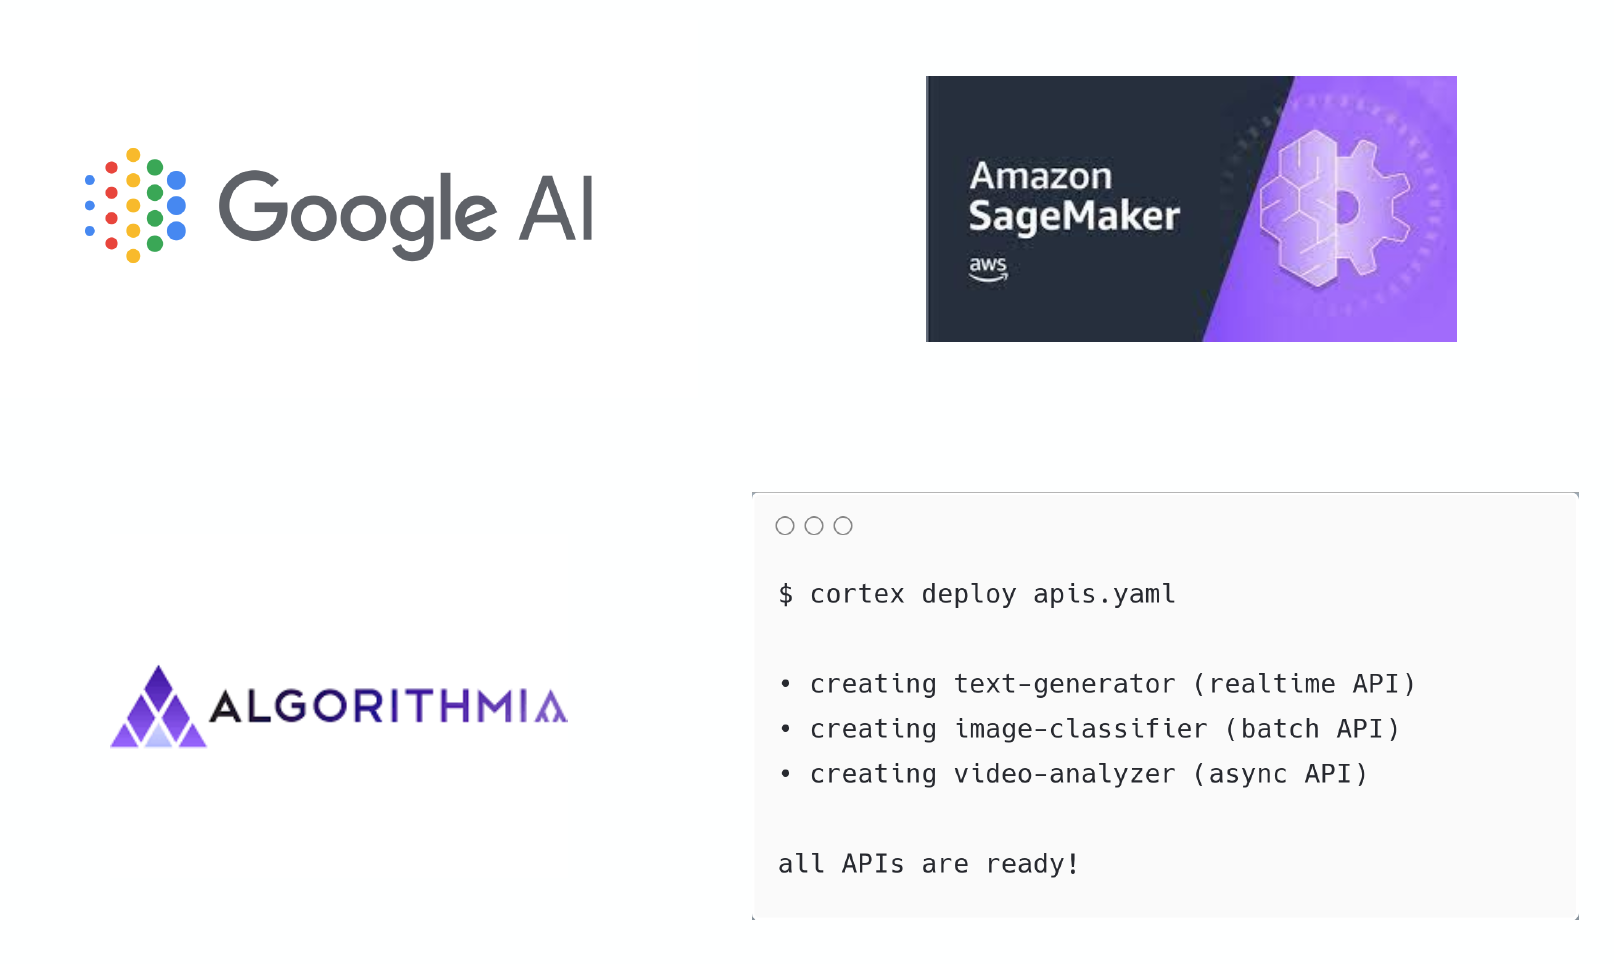 Google AI
Amazon
SageMaker
aws
ALGORITHMIA
$ cortex deploy apis.yaml
• creating text-generator (realtime API)
• creating image-classifier (batch API)
• creating video-analyzer (async API)
all APIs are ready!